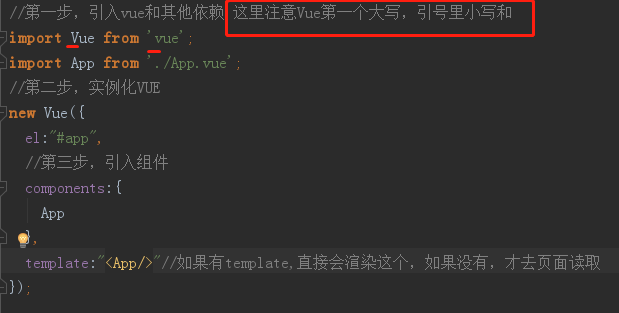 //第一步，引入vue和其他依赖 这里注意Vue第一个大写，引号里小写和
import Vue from 'vue';
import App from './App.vue';
//第二步，实例化VUE
new Vue({
el:"#app",
//第三步，引入组件
components:{
App
},
template:"<App/>"//如果有template,直接会渲染这个，如果没有，才去页面读取
});